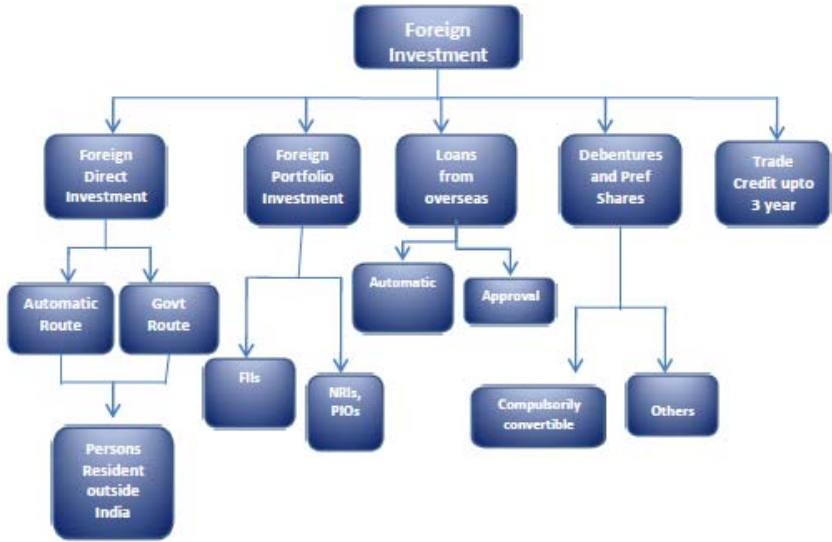 Foreign
Investment
Foreign
Direct
Investment
Foreign
Portfolio
Investment
Loans
from
overseas
Debentures
and Pref
Shares
Trade
Credit upto
3 year
Automatic
Route
Govt
Route
Automatic
Approval
FIIs
NRIs,
PIOs
Compulsorily
convertible
Others
Persons
Resident
outside
India